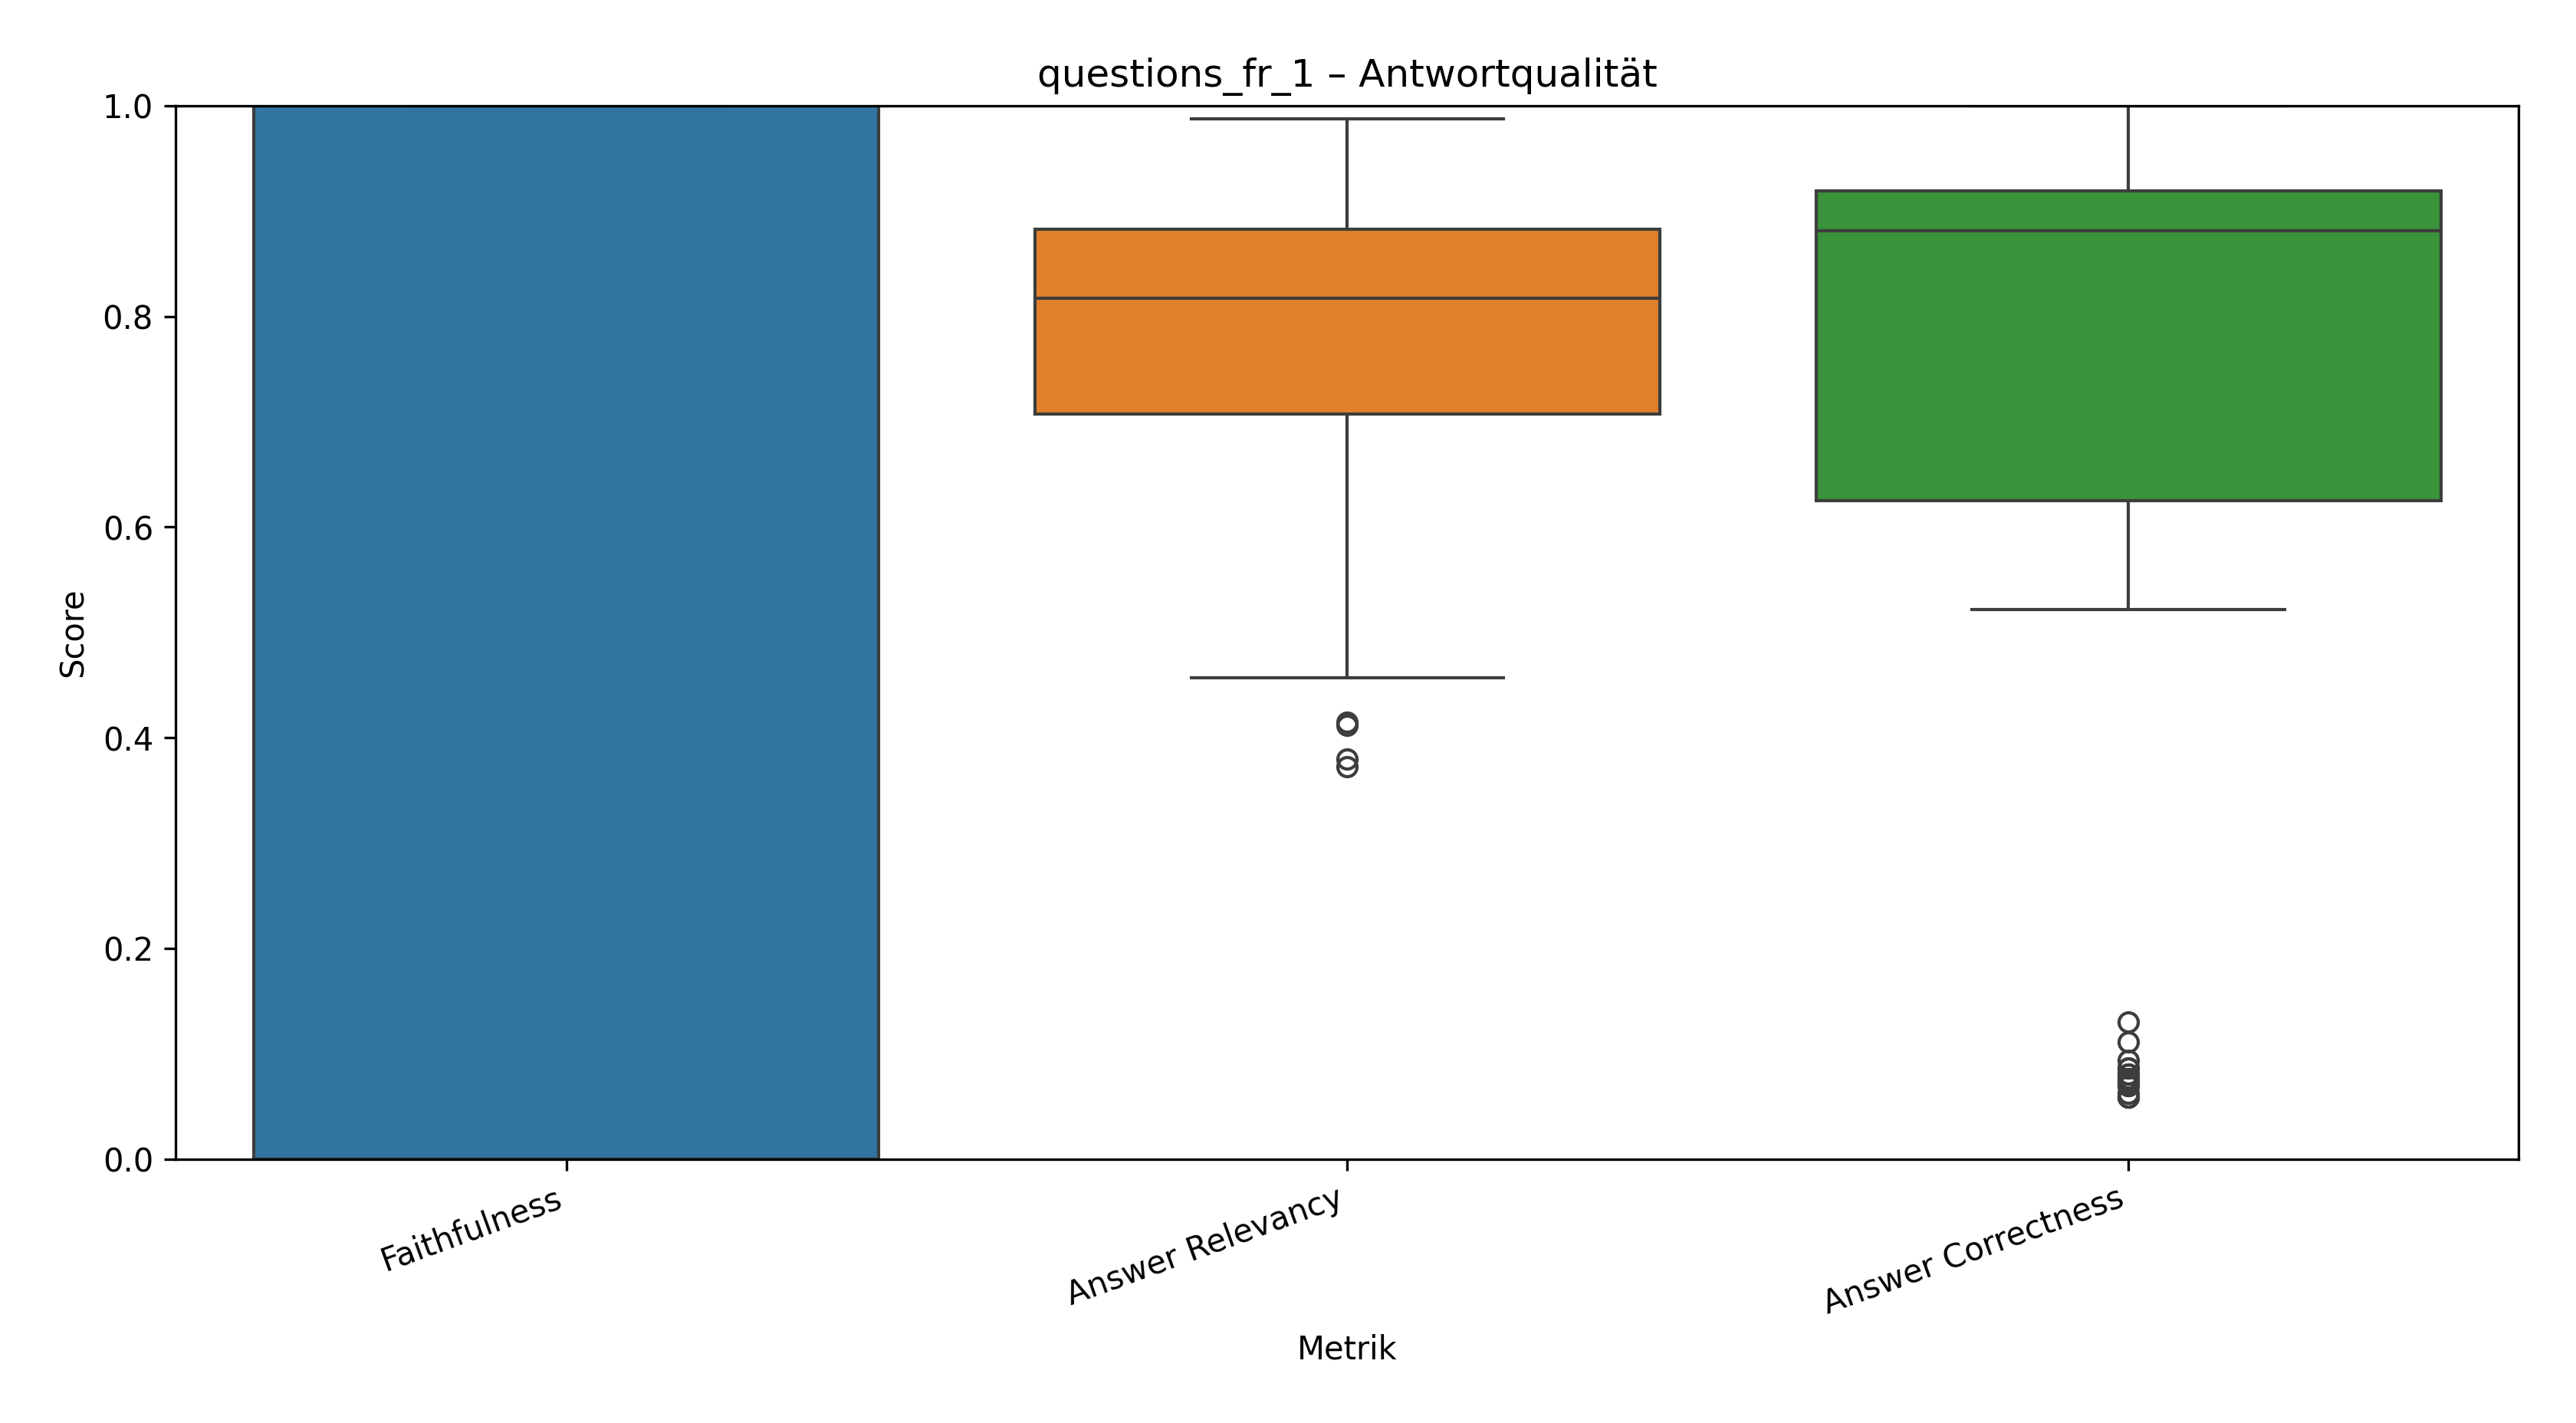 questions_fr_1 – Antwortqualität
1.0
0.8
0.6
0.4
0.2
0.0
Score
Faithfulness
Answer Relevancy
Answer Correctness
Metrik